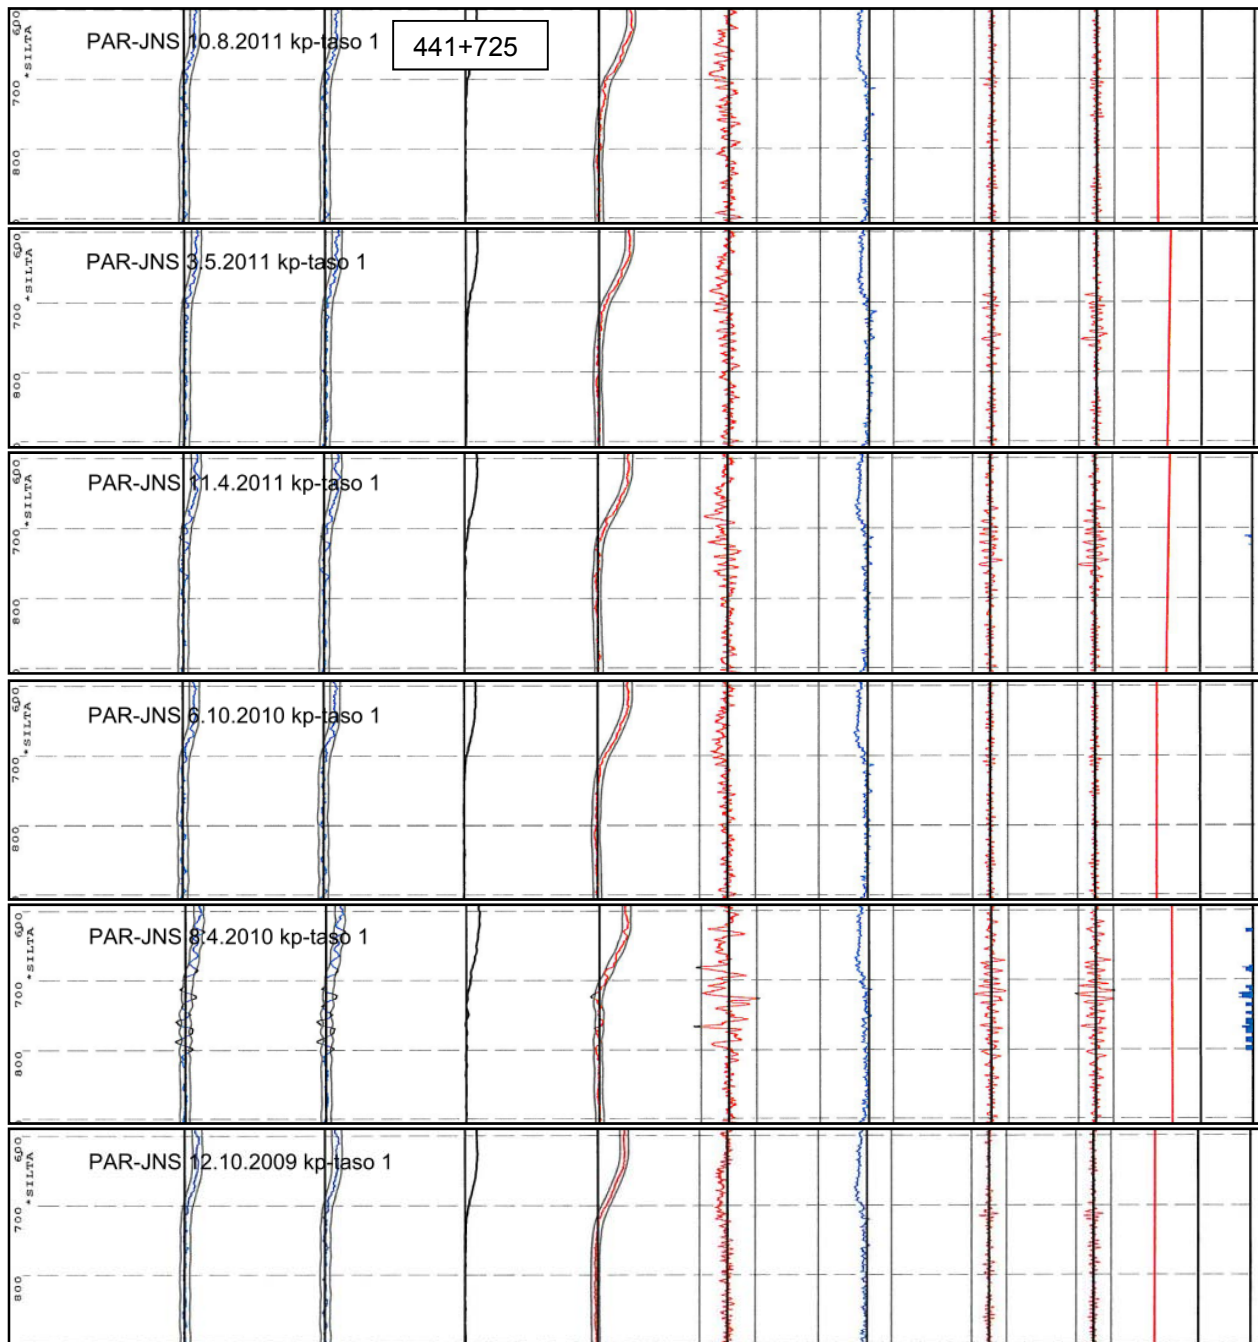 600
*SILTA
PAR-JNS 10.8.2011 kp-taso 1
441+725
700
800
600
*SILTA
PAR-JNS 3.5.2011 kp-taso 1
700
800
600
*SILTA
PAR-JNS 11.4.2011 kp-taso 1
700
800
600
*SILTA
PAR-JNS 6.10.2010 kp-taso 1
700
800
600
*SILTA
PAR-JNS 8.4.2010 kp-taso 1
700
800
600
*SILTA
PAR-JNS 12.10.2009 kp-taso 1
700
800